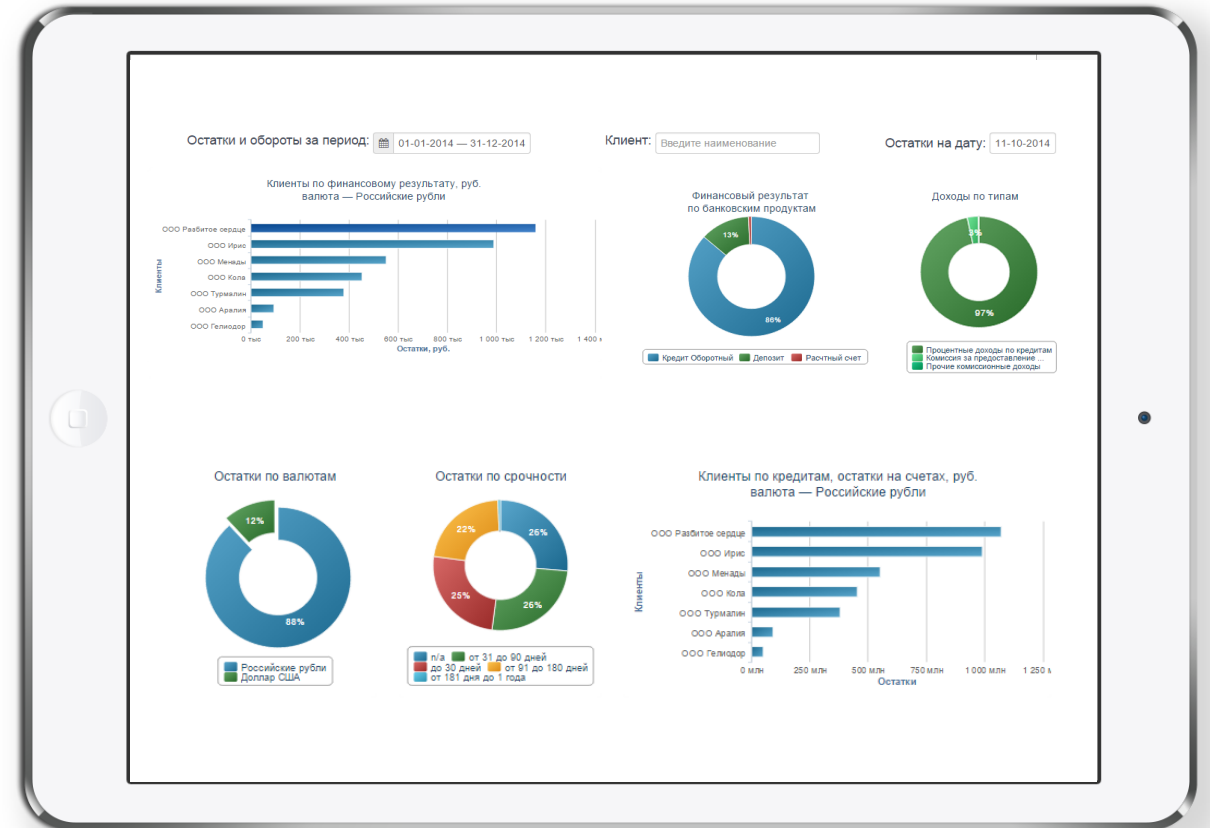 Остатки и обороты за период: 01-01-2014 — 31-12-2014
Клиент: Введите наименование
Остатки на дату: 11-10-2014
Клиенты по финансовому результату, руб.
валюта — Российские рубли
Клиенты
ООО Разбитое сердце
ООО Ирис
ООО Менады
ООО Кола
ООО Турмалин
ООО Аралия
ООО Гелиодор
0 тыс 200 тыс 400 тыс 600 тыс 800 тыс 1 000 тыс 1 200 тыс 1 400 т
Остатки, руб.
Финансовый результат
по банковским продуктам
13%
86%
Кредит Оборотный Депозит Расчтный счет
Доходы по типам
3%
97%
Процентные доходы по кредитам
Комиссия за предоставление ...
Прочие комиссионные доходы
Остатки по валютам
12%
88%
Российские рубли
Доллар США
Остатки по срочности
22%
26%
25%
26%
n/a от 31 до 90 дней
до 30 дней от 91 до 180 дней
от 181 дня до 1 года
Клиенты по кредитам, остатки на счетах, руб.
валюта — Российские рубли
Клиенты
ООО Разбитое сердце
ООО Ирис
ООО Менады
ООО Кола
ООО Турмалин
ООО Аралия
ООО Гелиодор
0 млн 250 млн 500 млн 750 млн 1 000 млн 1 250 м
Остатки